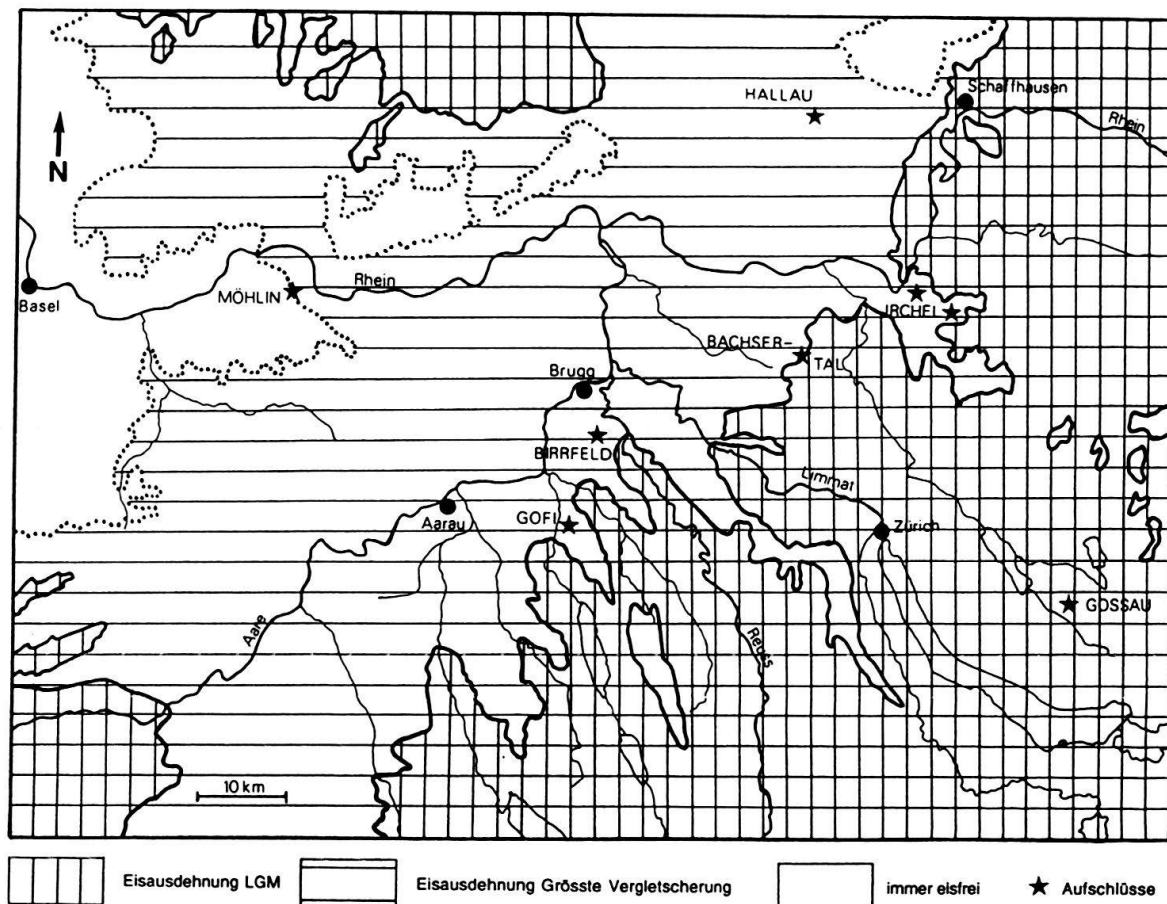 HALLAU
Schaffhausen
Rhein
N
Basel
MÖHLIN
Rhein
IRCHEL
BACHSER-
TAL
Brugg
BIRRFELD
Limmat
Aarau
GOFI
Zürich
GOSSAU
Aare
Reuss
10 km
Eisausdehnung LGM
Eisausdehnung Grösste Vergletscherung
immer eisfrei
Aufschlüsse